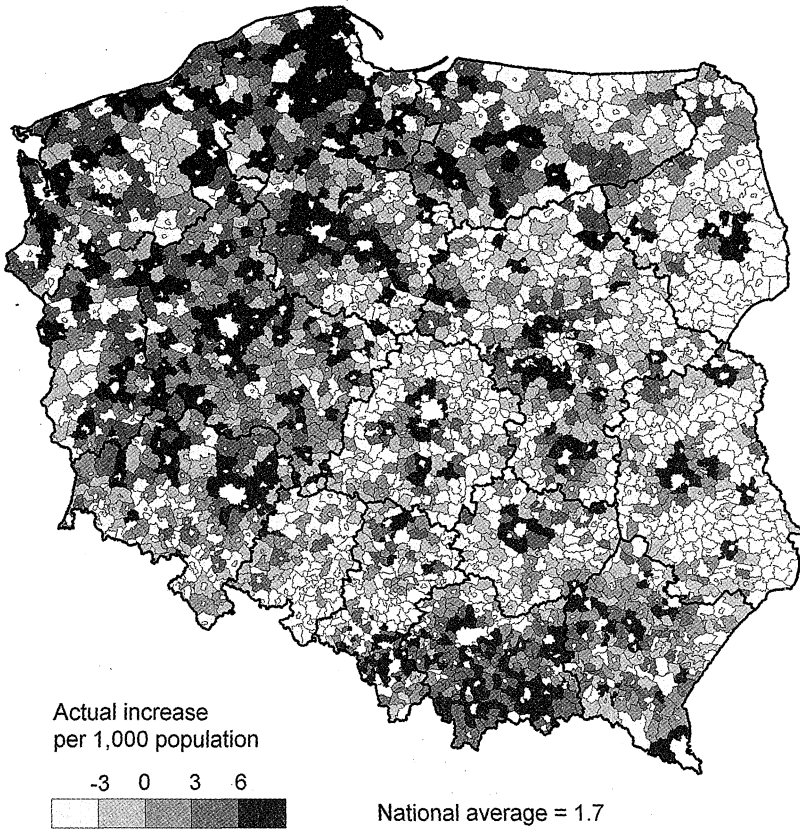 Actual increase
per 1,000 population
-3 0 3 6
National average = 1.7